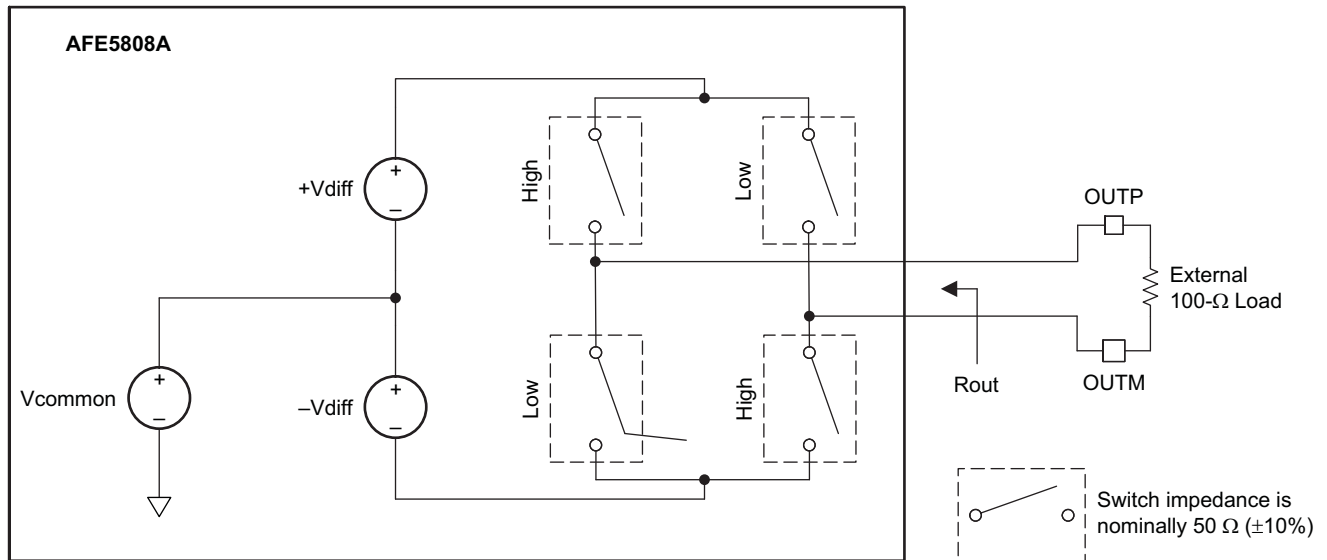 AFE5808A
+Vdiff
+
–
High
Low
OUTP
External
100-Ω Load
Vcommon
+
–
–Vdiff
+
–
Low
High
Rout
OUTM
Switch impedance is
nominally 50 Ω (±10%)